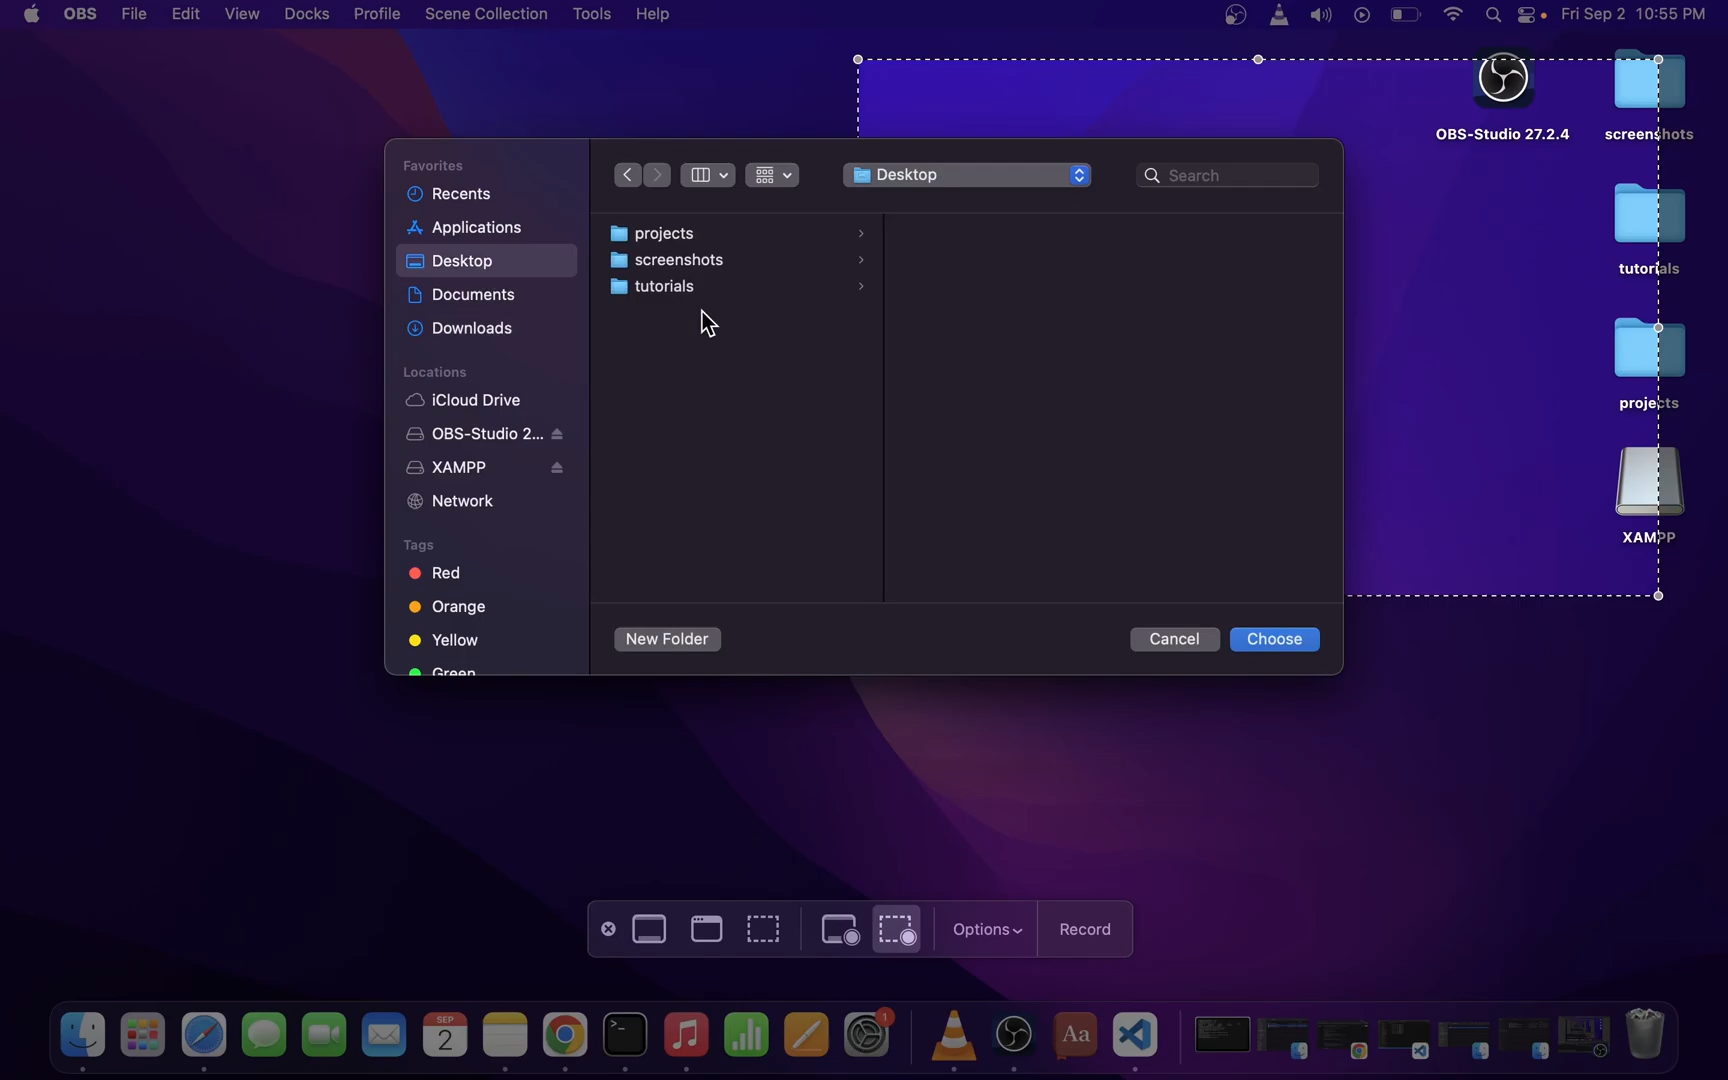 OBS File Edit View Docks Profile Scene Collection Tools Help Fri Sep 2 10:55 PM
OBS-Studio 27.2.4
screenshots
tutorials
projects
XAMPP
Favorites
Recents
Applications
Desktop
Documents
Downloads
Locations
iCloud Drive
OBS-Studio 2...
XAMPP
Network
Tags
Red
Orange
Yellow
Green
Desktop
Search
projects
screenshots
tutorials
New Folder
Cancel
Choose
Options
Record
SEP
2
>_
1
Aa